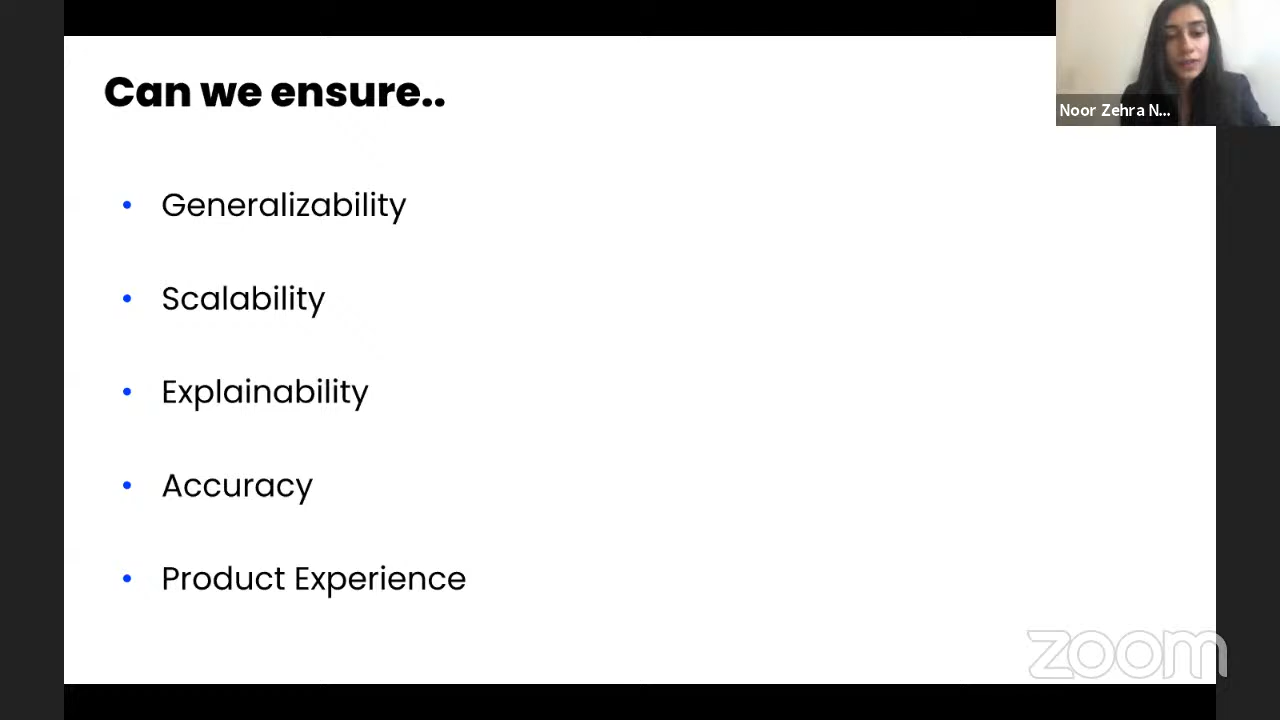 Can we ensure..
Noor Zehra N...
Generalizability
Scalability
Explainability
Accuracy
Product Experience
zoom